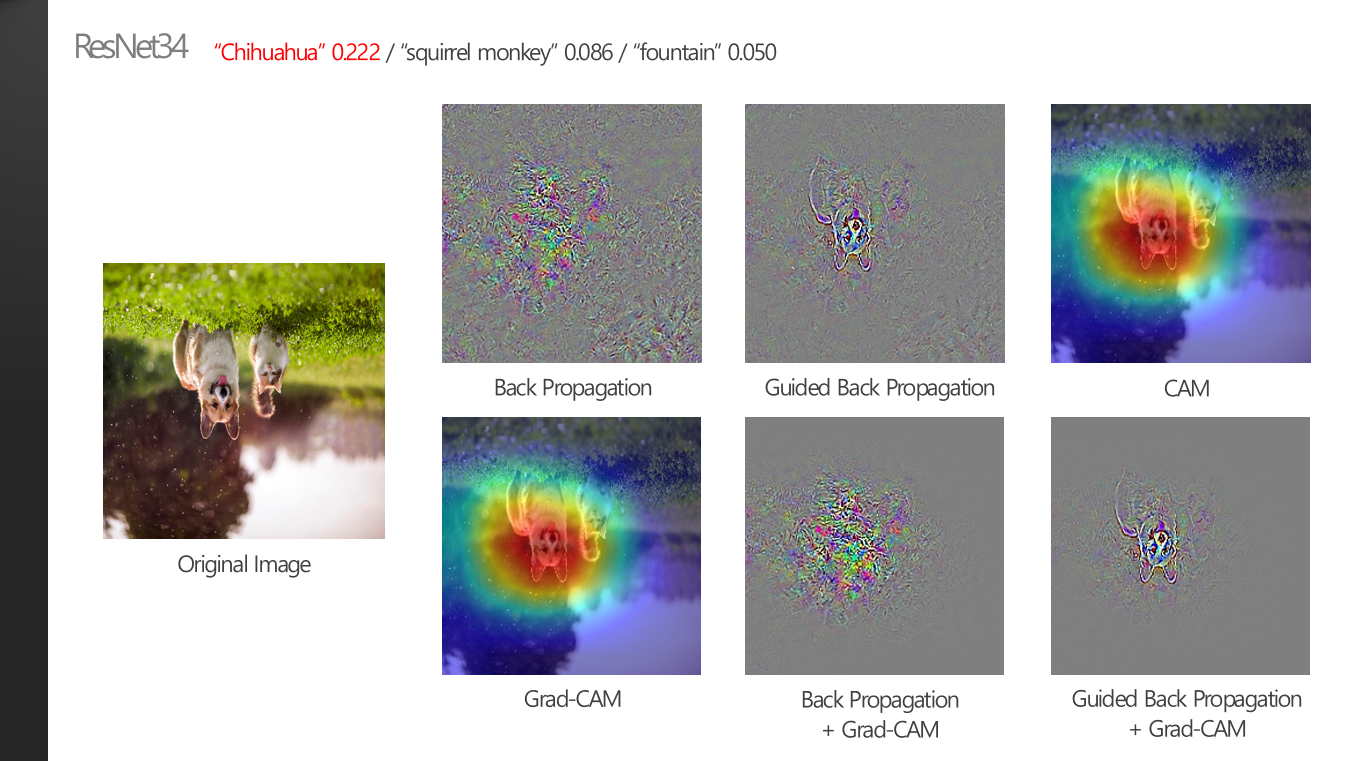 ResNet34 "Chihuahua" 0.222 / "squirrel monkey" 0.086 / "fountain" 0.050
Back Propagation
Guided Back Propagation
CAM
Original Image
Grad-CAM
Back Propagation
+ Grad-CAM
Guided Back Propagation
+ Grad-CAM